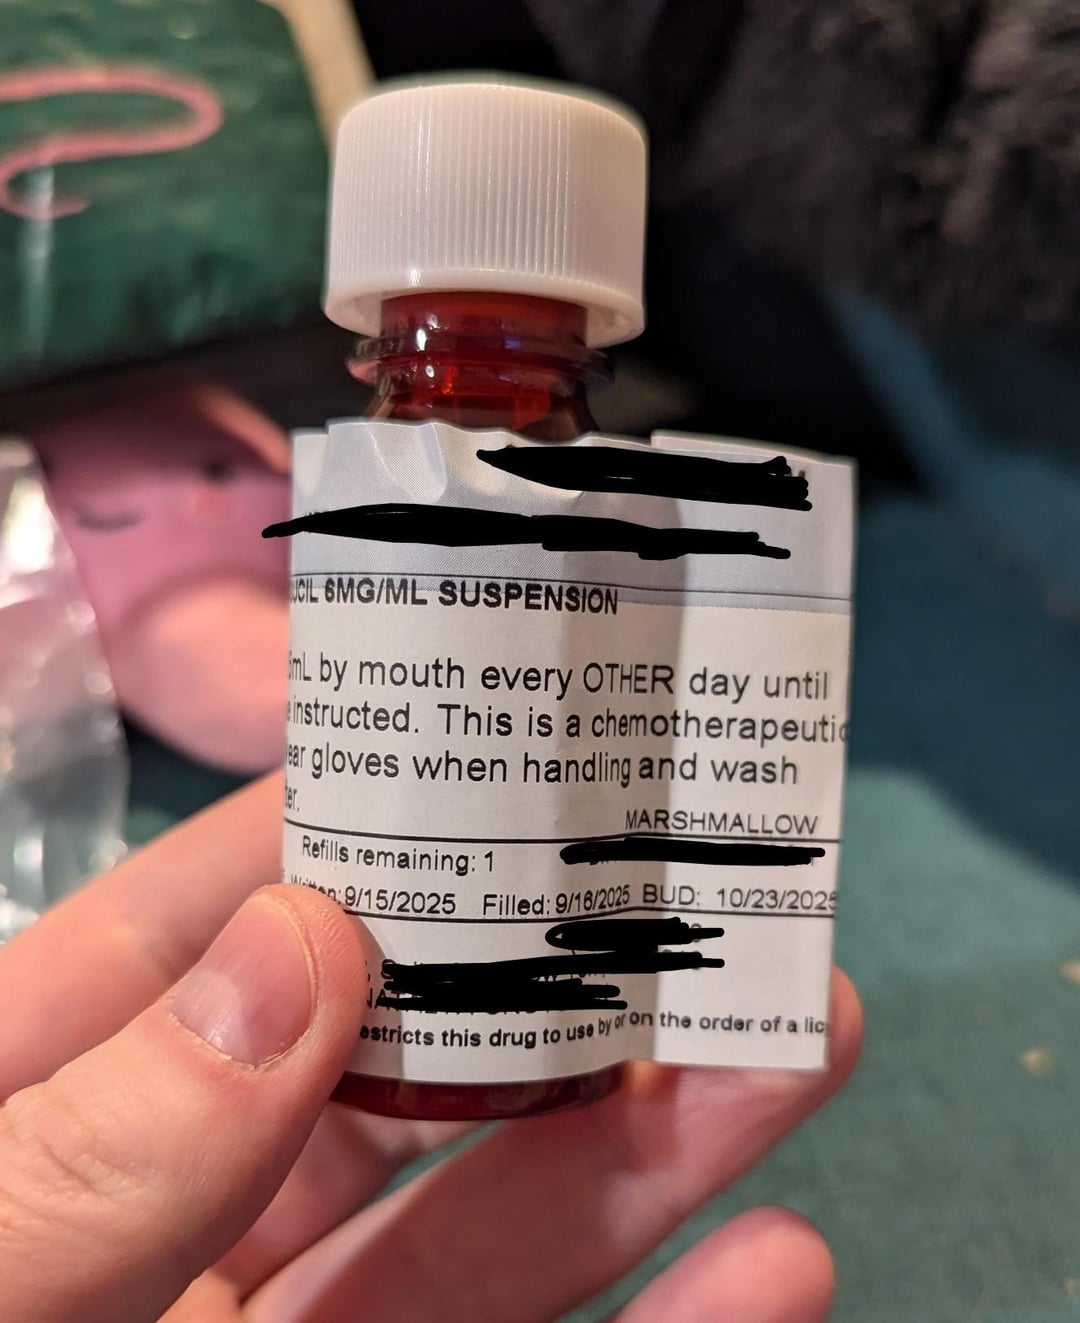 UCIL 6MG/ML SUSPENSION
mL by mouth every OTHER day until
instructed. This is a chemotherapeutic
ear gloves when handling and wash
ter.
MARSHMALLOW
Refills remaining: 1
Written: 9/15/2025 Filled: 9/16/2025 BUD: 10/23/2025
estricts this drug to use by or on the order of a lic